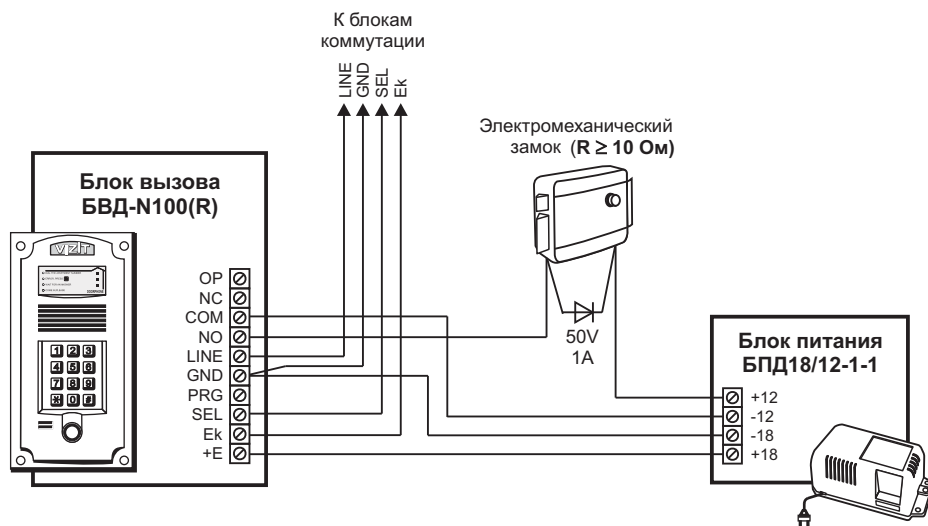 К блокам
коммутации
LINE
GND
SEL
Ek
Электромеханический
замок (R ≥ 10 Ом)
Блок вызова
БВД-N100(R)
VIZIT
OP
NC
COM
NO
LINE
GND
PRG
SEL
Ek
+E
1 2 3
4 5 6
7 8 9
Ж 0 #
50V
1A
Блок питания
БПД18/12-1-1
+12
-12
-18
+18